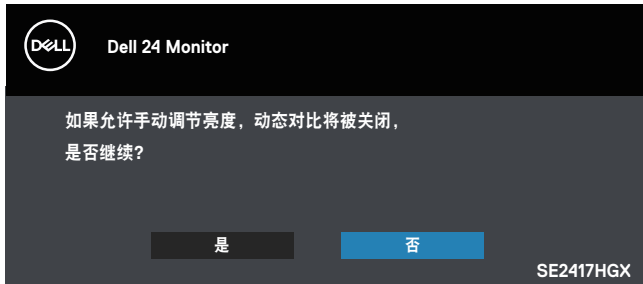 DELL
Dell 24 Monitor
如果允许手动调节亮度，动态对比将被关闭，
是否继续?
是
否
SE2417HGX